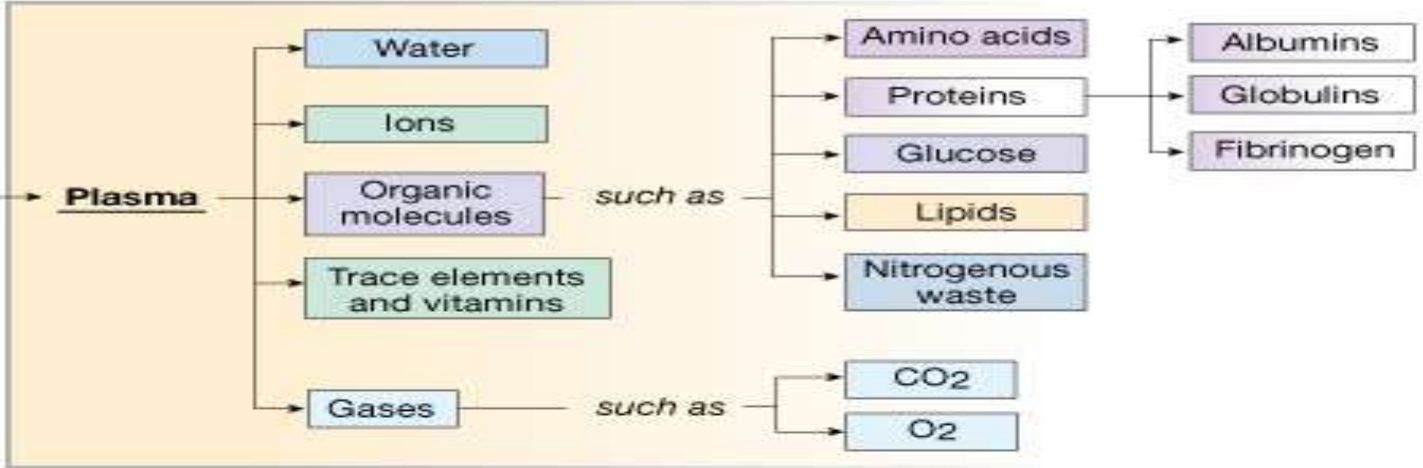 Plasma
Water
Ions
Organic
molecules
Trace elements
and vitamins
Gases
such as
Amino acids
Proteins
Glucose
Lipids
Nitrogenous
waste
Albumins
Globulins
Fibrinogen
such as
CO2
O2